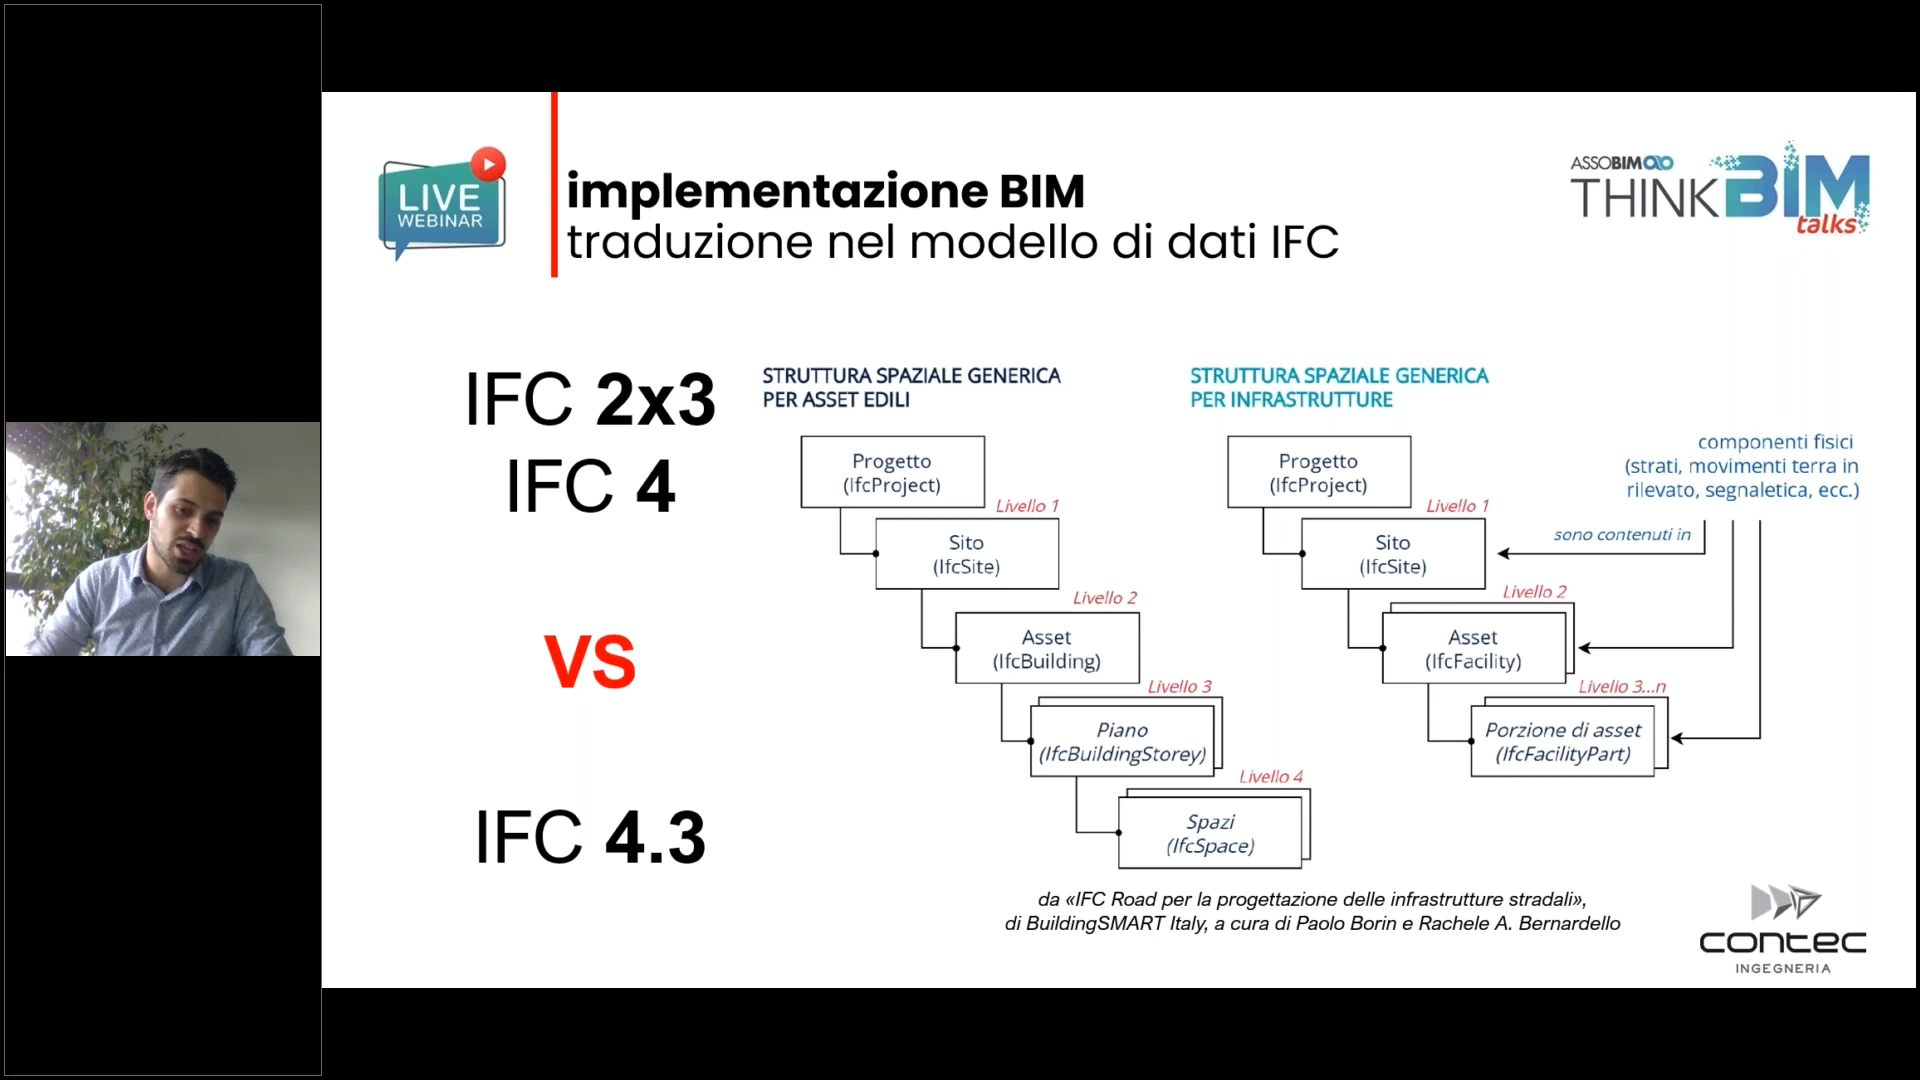 LIVE
WEBINAR
implementazione BIM
traduzione nel modello di dati IFC
ASSOBIM
THINKBIM
talks
IFC 2x3
IFC 4
VS
IFC 4.3
STRUTTURA SPAZIALE GENERICA
PER ASSET EDILI
Progetto
(IfcProject)
Livello 1
Sito
(IfcSite)
Livello 2
Asset
(IfcBuilding)
Livello 3
Piano
(IfcBuildingStorey)
Livello 4
Spazi
(IfcSpace)
STRUTTURA SPAZIALE GENERICA
PER INFRASTRUTTURE
Progetto
(IfcProject)
Livello 1
Sito
(IfcSite)
Livello 2
Asset
(IfcFacility)
Livello 3...n
Porzione di asset
(IfcFacilityPart)
componenti fisici
(strati, movimenti terra in
rilevato, segnaletica, ecc.)
sono contenuti in
da «IFC Road per la progettazione delle infrastrutture stradali»,
di BuildingSMART Italy, a cura di Paolo Borin e Rachele A. Bernardello
contec
INGEGNERIA